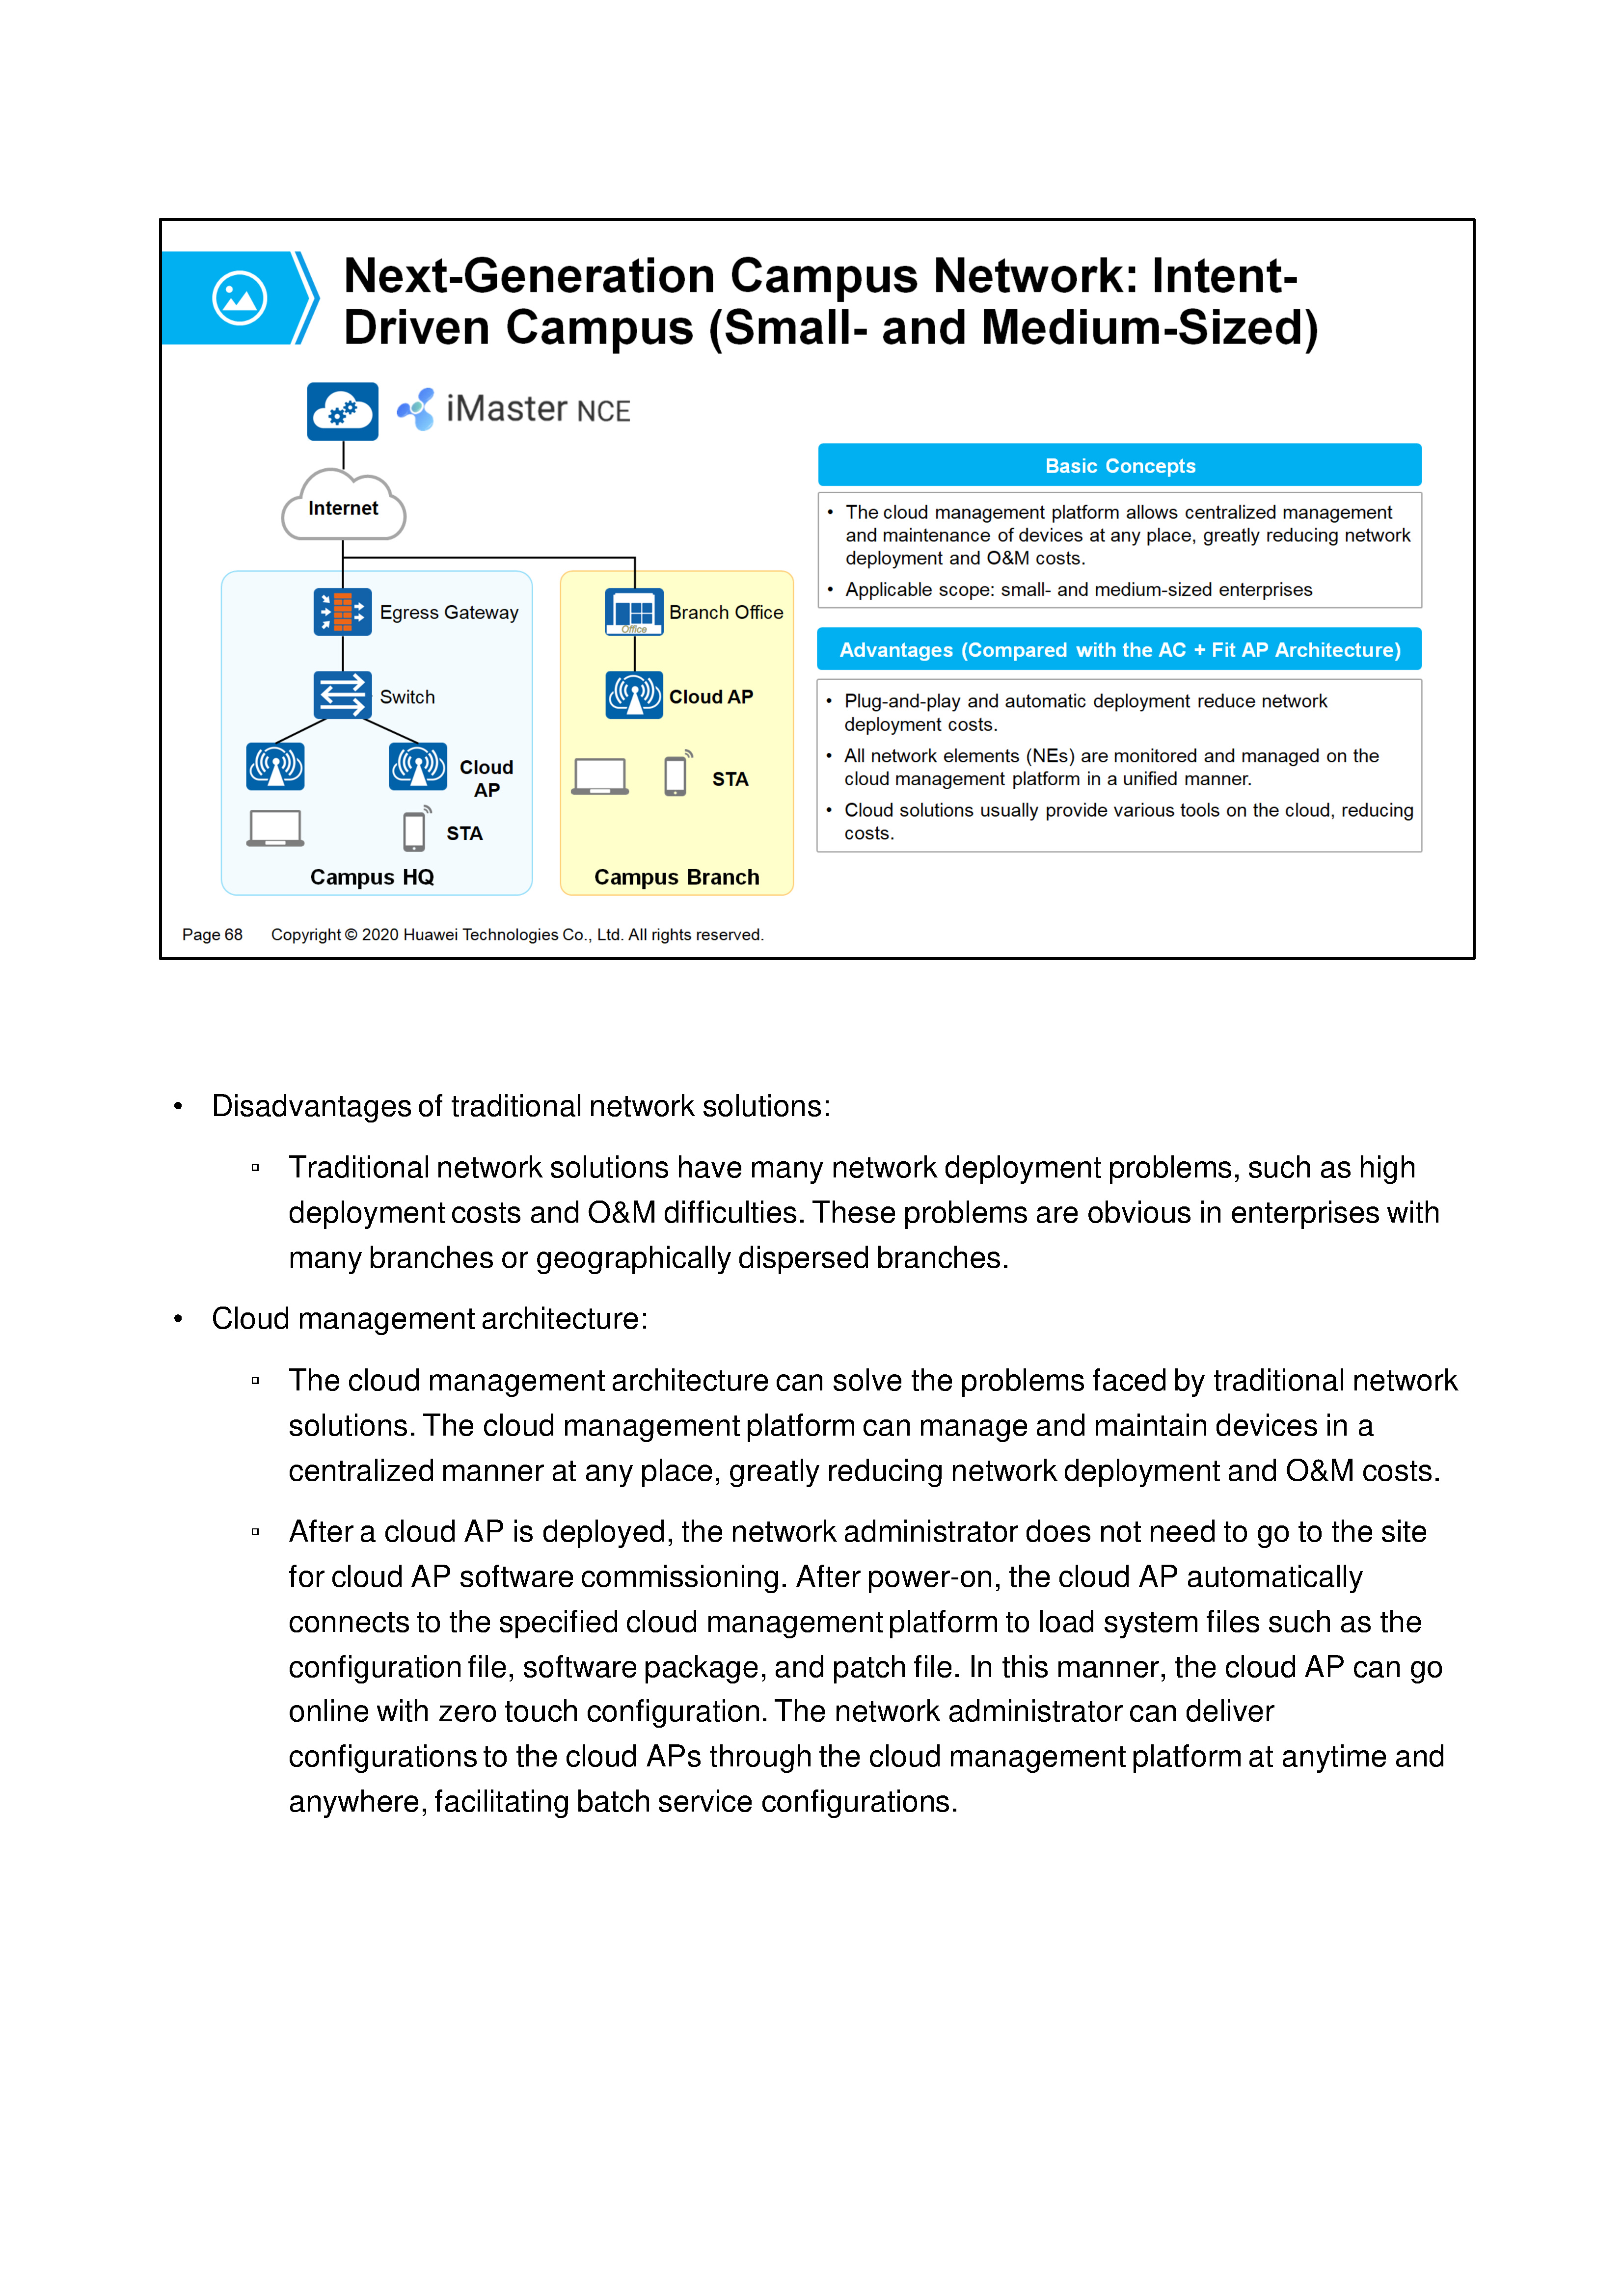 Next-Generation Campus Network: Intent-
Driven Campus (Small- and Medium-Sized)
iMaster NCE
Internet
Egress Gateway
Switch
Cloud
AP
STA
Campus HQ
Office
Branch Office
Cloud AP
STA
Campus Branch
Basic Concepts
• The cloud management platform allows centralized management
and maintenance of devices at any place, greatly reducing network
deployment and O&M costs.
• Applicable scope: small- and medium-sized enterprises
Advantages (Compared with the AC + Fit AP Architecture)
• Plug-and-play and automatic deployment reduce network
deployment costs.
• All network elements (NEs) are monitored and managed on the
cloud management platform in a unified manner.
• Cloud solutions usually provide various tools on the cloud, reducing
costs.
Page 68 Copyright © 2020 Huawei Technologies Co., Ltd. All rights reserved.
• Disadvantages of traditional network solutions:
▫ Traditional network solutions have many network deployment problems, such as high
deployment costs and O&M difficulties. These problems are obvious in enterprises with
many branches or geographically dispersed branches.
• Cloud management architecture:
▫ The cloud management architecture can solve the problems faced by traditional network
solutions. The cloud management platform can manage and maintain devices in a
centralized manner at any place, greatly reducing network deployment and O&M costs.
▫ After a cloud AP is deployed, the network administrator does not need to go to the site
for cloud AP software commissioning. After power-on, the cloud AP automatically
connects to the specified cloud management platform to load system files such as the
configuration file, software package, and patch file. In this manner, the cloud AP can go
online with zero touch configuration. The network administrator can deliver
configurations to the cloud APs through the cloud management platform at anytime and
anywhere, facilitating batch service configurations.